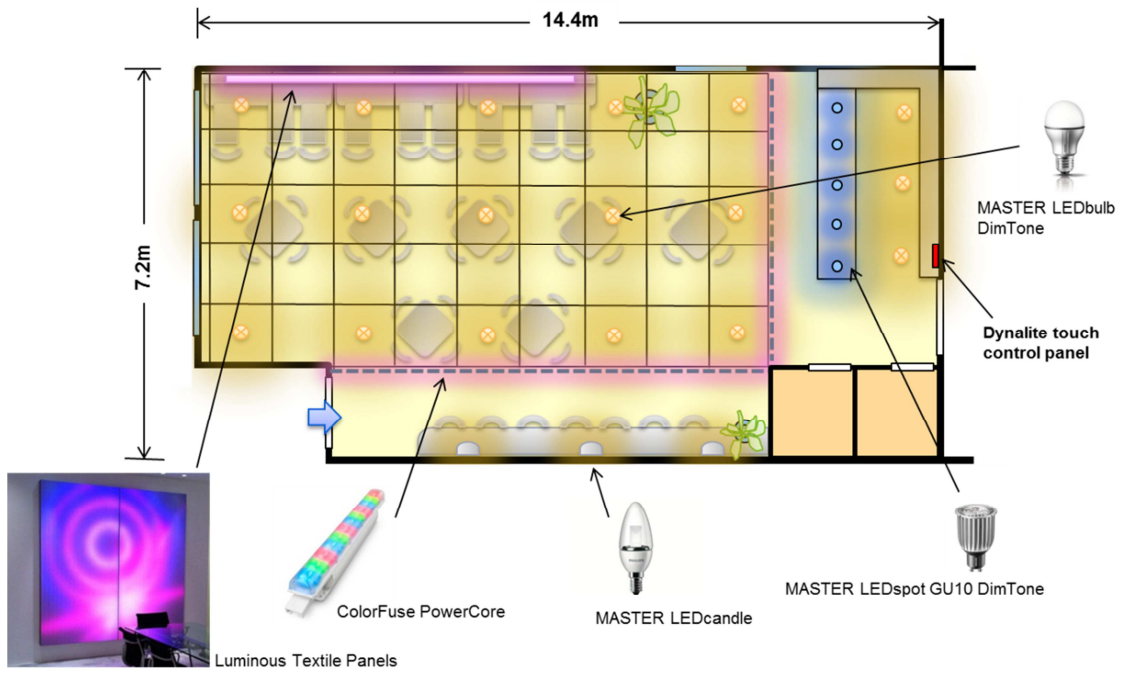 14.4m
7.2m
MASTER LEDbulb
DimTone
Dynalite touch
control panel
MASTER LEDspot GU10 DimTone
ColorFuse PowerCore
MASTER LEDcandle
Luminous Textile Panels